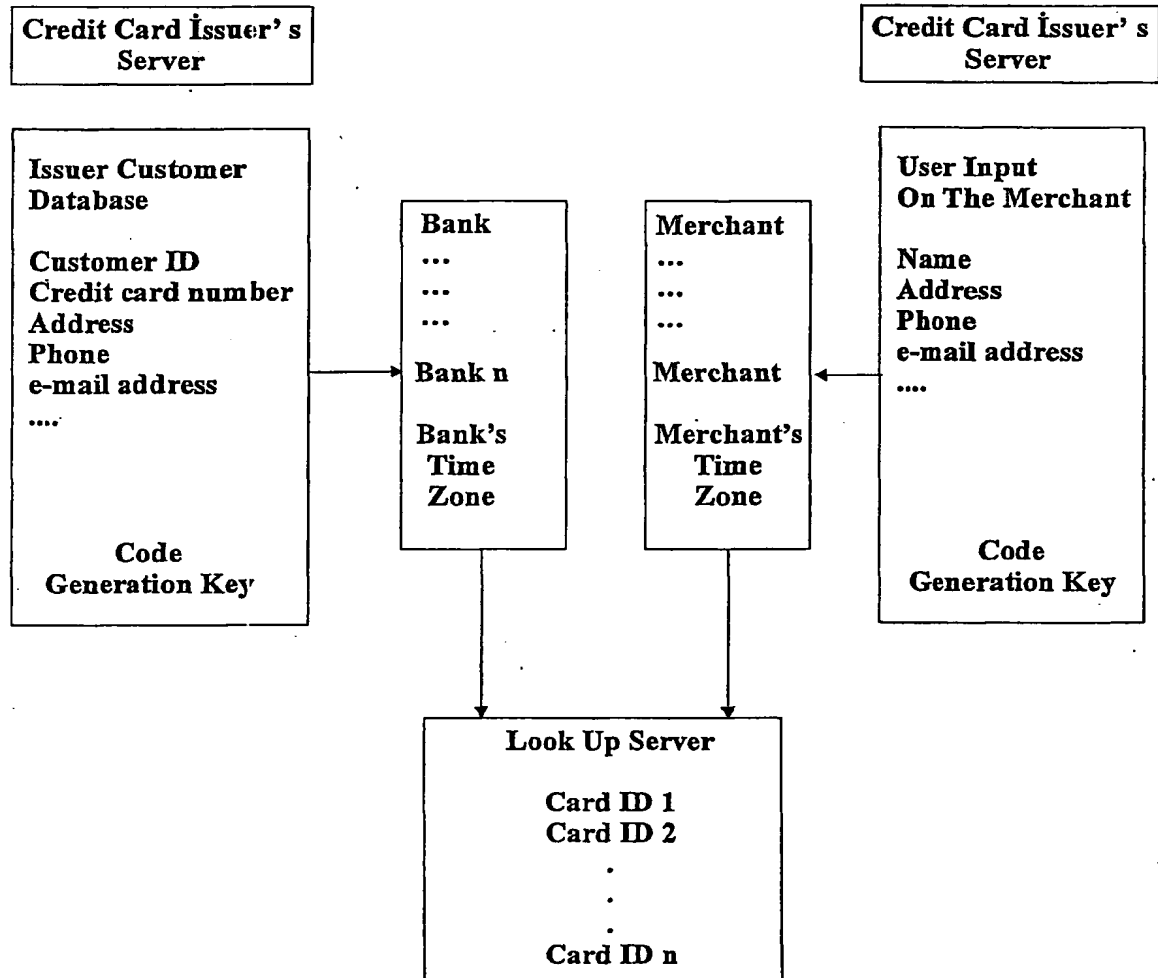 Credit Card İssuer' s
Server
Credit Card İssuer' s
Server
Issuer Customer
Database
Customer ID
Credit card number
Address
Phone
e-mail address
....
Code
Generation Key
Bank
...
...
...
Bank n
Bank's
Time
Zone
Merchant
...
...
...
Merchant
Merchant's
Time
Zone
User Input
On The Merchant
Name
Address
Phone
e-mail address
....
Code
Generation Key
Look Up Server
Card ID 1
Card ID 2
.
.
.
Card ID n